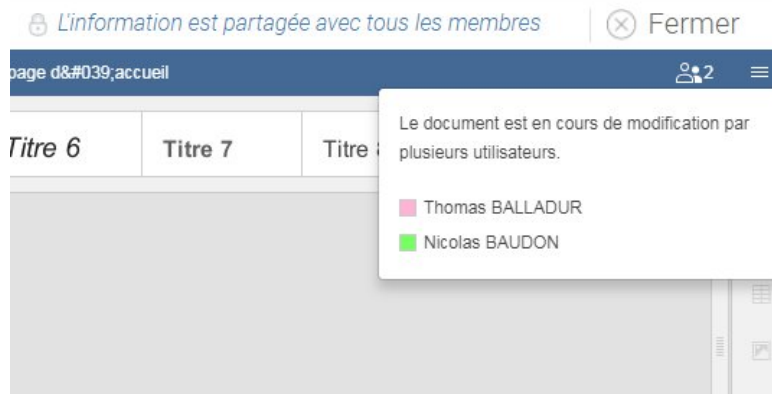 L'information est partagée avec tous les membres
Fermer
page d&#039;accueil
2
Titre 6
Titre 7
Titre
Le document est en cours de modification par
plusieurs utilisateurs.
Thomas BALLADUR
Nicolas BAUDON